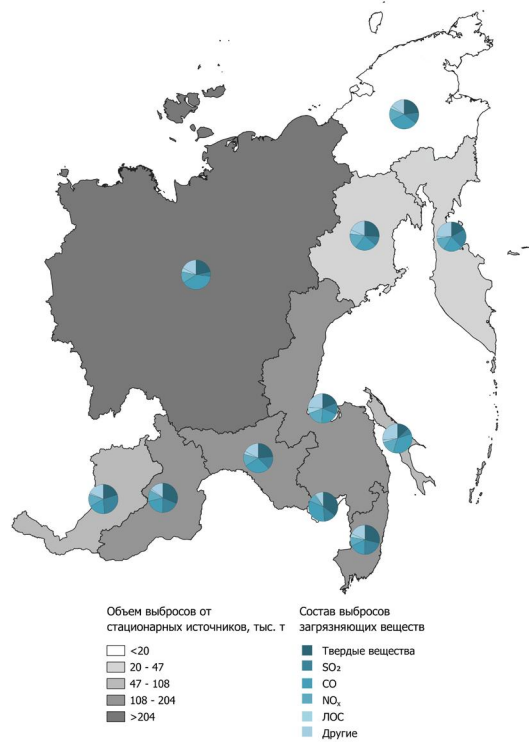 Объем выбросов от
стационарных источников, тыс. т
<20
20 - 47
47 - 108
108 - 204
>204
Состав выбросов
загрязняющих веществ
Твердые вещества
SO₂
CO
NOₓ
ЛОС
Другие